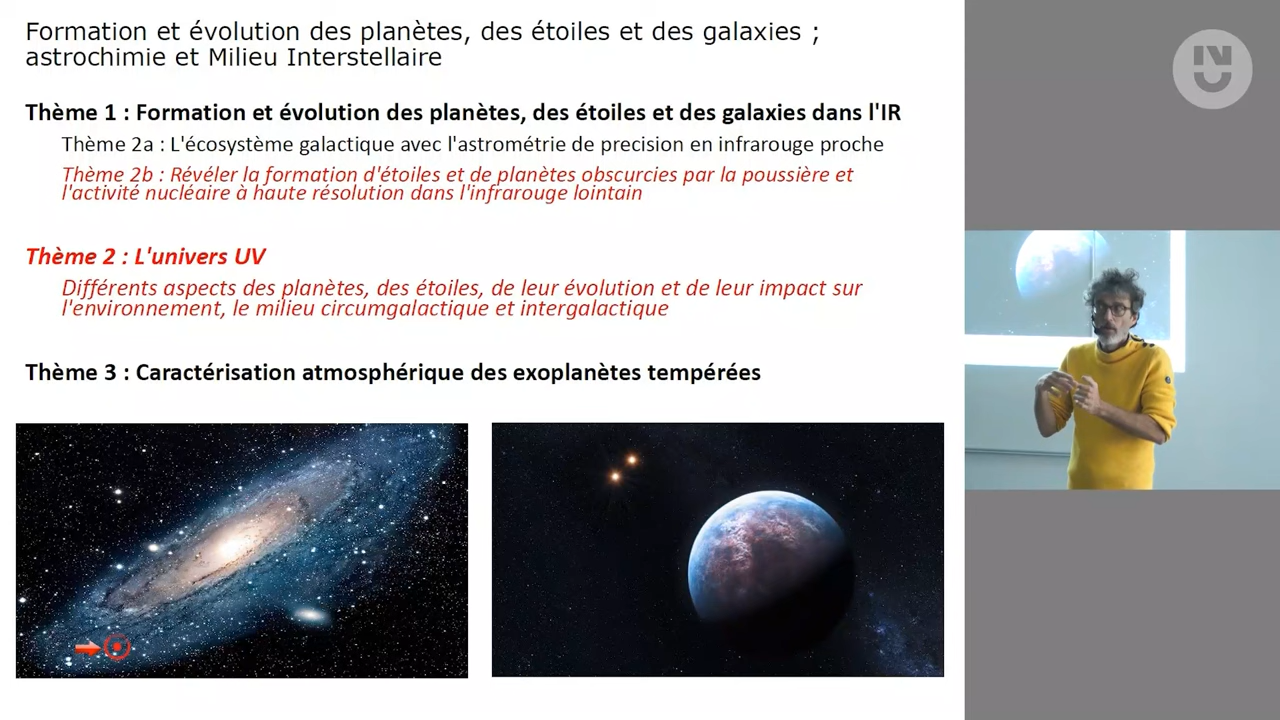 Formation et évolution des planètes, des étoiles et des galaxies ;
astrochimie et Milieu Interstellaire
Thème 1 : Formation et évolution des planètes, des étoiles et des galaxies dans l'IR
Thème 2a : L'écosystème galactique avec l'astrométrie de precision en infrarouge proche
Thème 2b : Révéler la formation d'étoiles et de planètes obscurcies par la poussière et
l'activité nucléaire à haute résolution dans l'infrarouge lointain
Thème 2 : L'univers UV
Différents aspects des planètes, des étoiles, de leur évolution et de leur impact sur
l'environnement, le milieu circumgalactique et intergalactique
Thème 3 : Caractérisation atmosphérique des exoplanètes tempérées